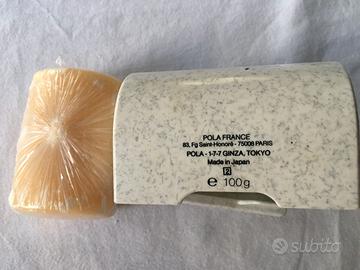 POLA FRANCE
83, Fg Saint-Honoré - 75008 PARIS
POLA - 1-7-7 GINZA, TOKYO
Made in Japan
e 100g
subito